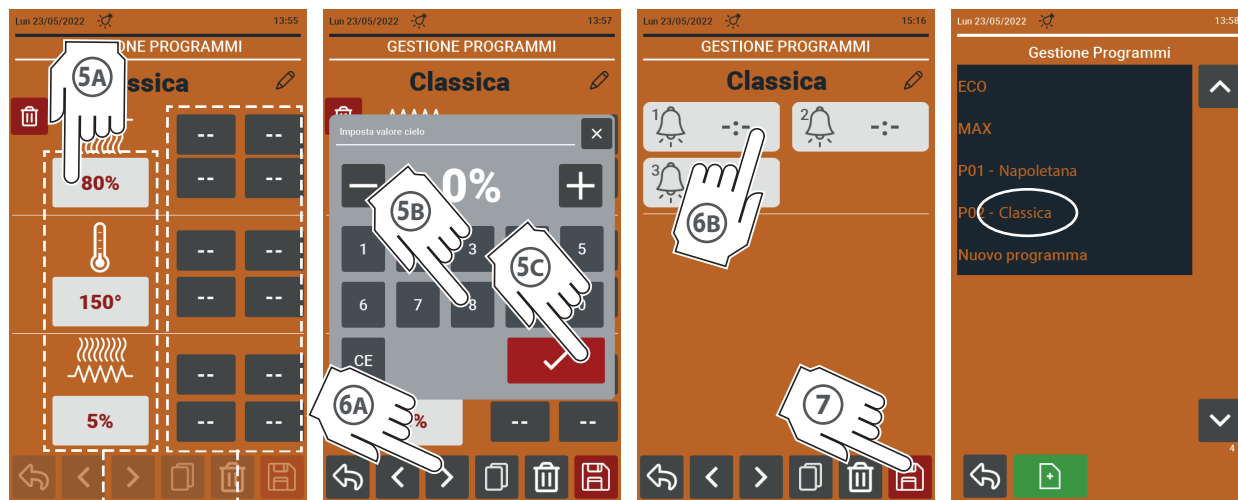 Lun 23/05/2022 13:55
ONE PROGRAMMI
ssica
5A
-- --
-- --
80%
-- --
150°
-- --
-- --
5%
-- --
Lun 23/05/2022 13:57
GESTIONE PROGRAMMI
Classica
Imposta valore cielo
0%
5B
1 3 5
5C
6 7 8 9
CE
6A
% -- --
Lun 23/05/2022 15:16
GESTIONE PROGRAMMI
Classica
1 -:- 2 -:-
3
6B
7
Lun 23/05/2022 13:58
Gestione Programmi
ECO
MAX
P01 - Napoletana
P02 - Classica
Nuovo programma
4